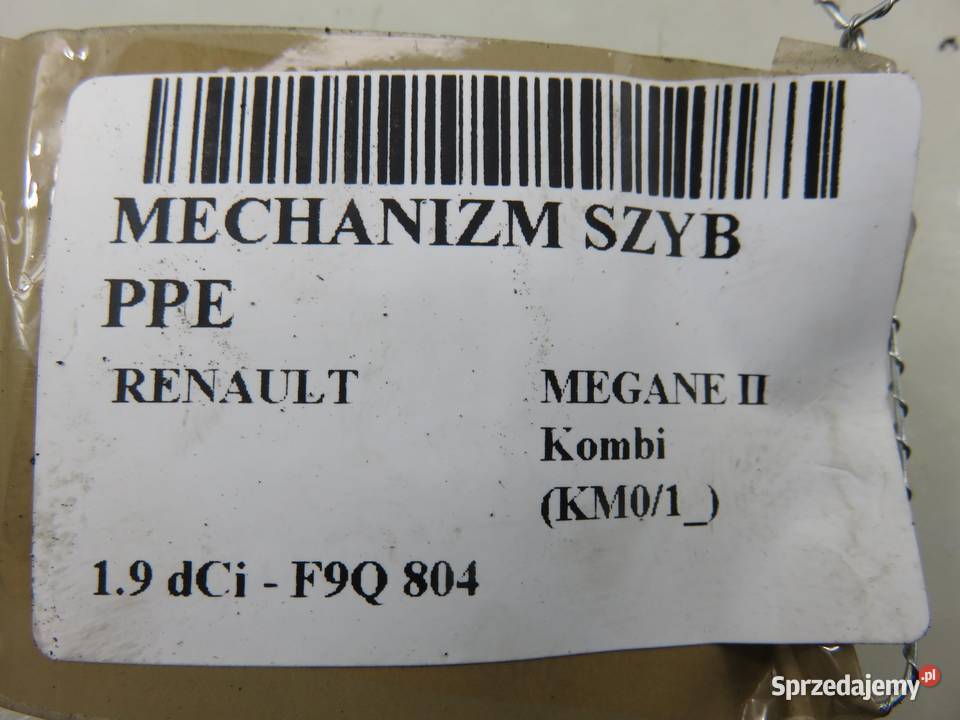 MECHANIZM SZYB
PPE
RENAULT
MEGANE II
Kombi
(KM0/1_)
1.9 dCi - F9Q 804
Sprzedajemy.pl